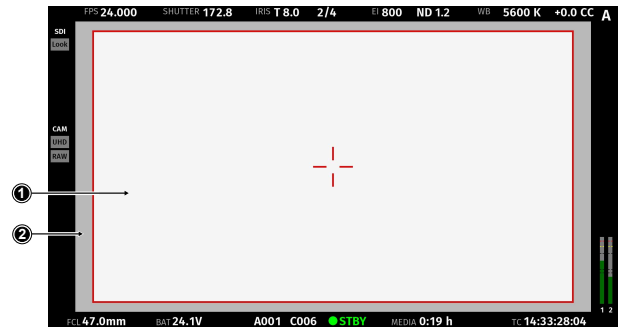 FPS 24.000 SHUTTER 172.8 IRIS T 8.0 2/4 EI 800 ND 1.2 WB 5600 K +0.0 CC A
SDI
Look
CAM
UHD
RAW
1
2
1 2
FCL 47.0mm BAT 24.1V A001 C006 STBY MEDIA 0:19 h TC 14:33:28:04